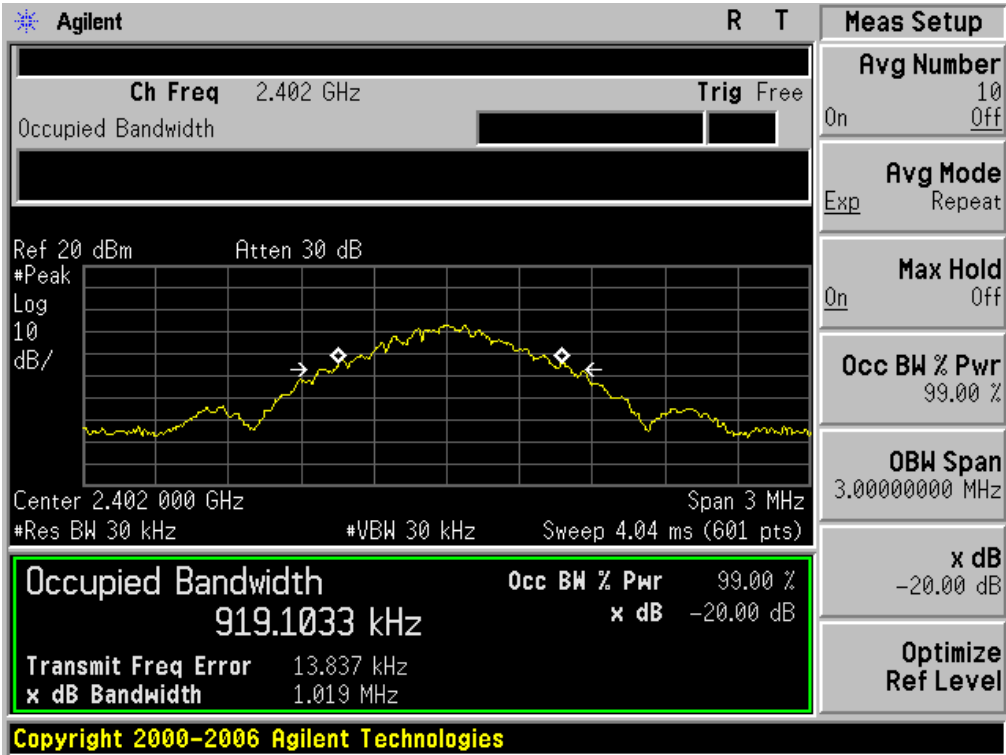 Agilent R T
Ch Freq 2.402 GHz Trig Free
Occupied Bandwidth
Ref 20 dBm Atten 30 dB
#Peak
Log
10
dB/
Center 2.402 000 GHz Span 3 MHz
#Res BW 30 kHz #VBW 30 kHz Sweep 4.04 ms (601 pts)
Occupied Bandwidth Occ BW % Pwr 99.00 %
919.1033 kHz x dB -20.00 dB
Transmit Freq Error 13.837 kHz
x dB Bandwidth 1.019 MHz
Copyright 2000-2006 Agilent Technologies
Meas Setup
Avg Number
10
On Off
Avg Mode
Exp Repeat
Max Hold
On Off
Occ BW % Pwr
99.00 %
OBW Span
3.00000000 MHz
x dB
-20.00 dB
Optimize
Ref Level